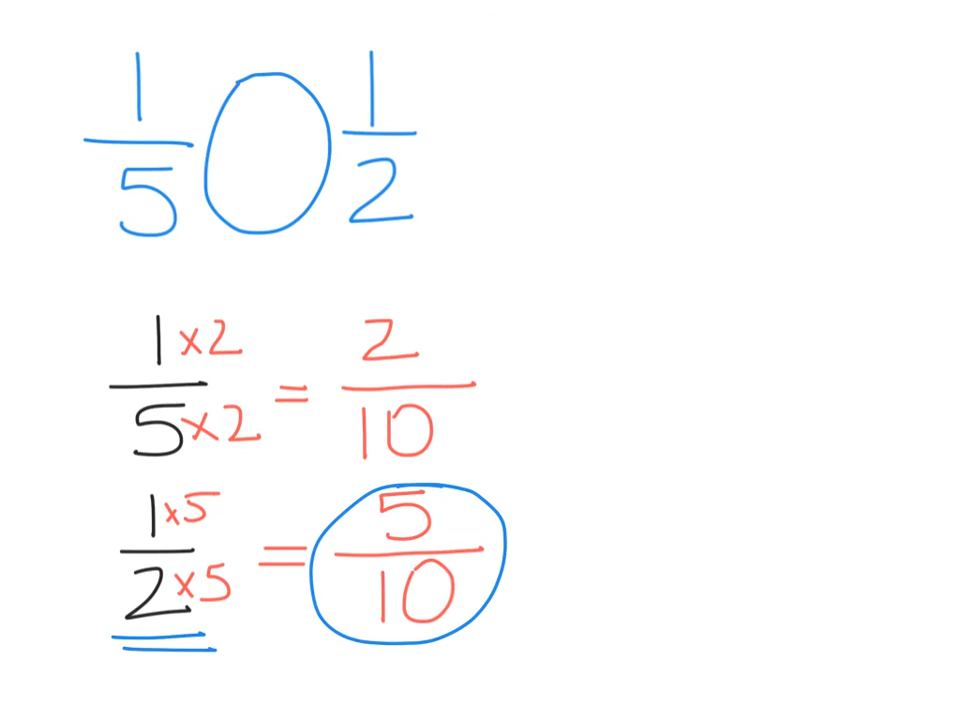 1/5 ◯ 1/2
1×2/5×2 = 2/10
1×5/2×5 = 5/10